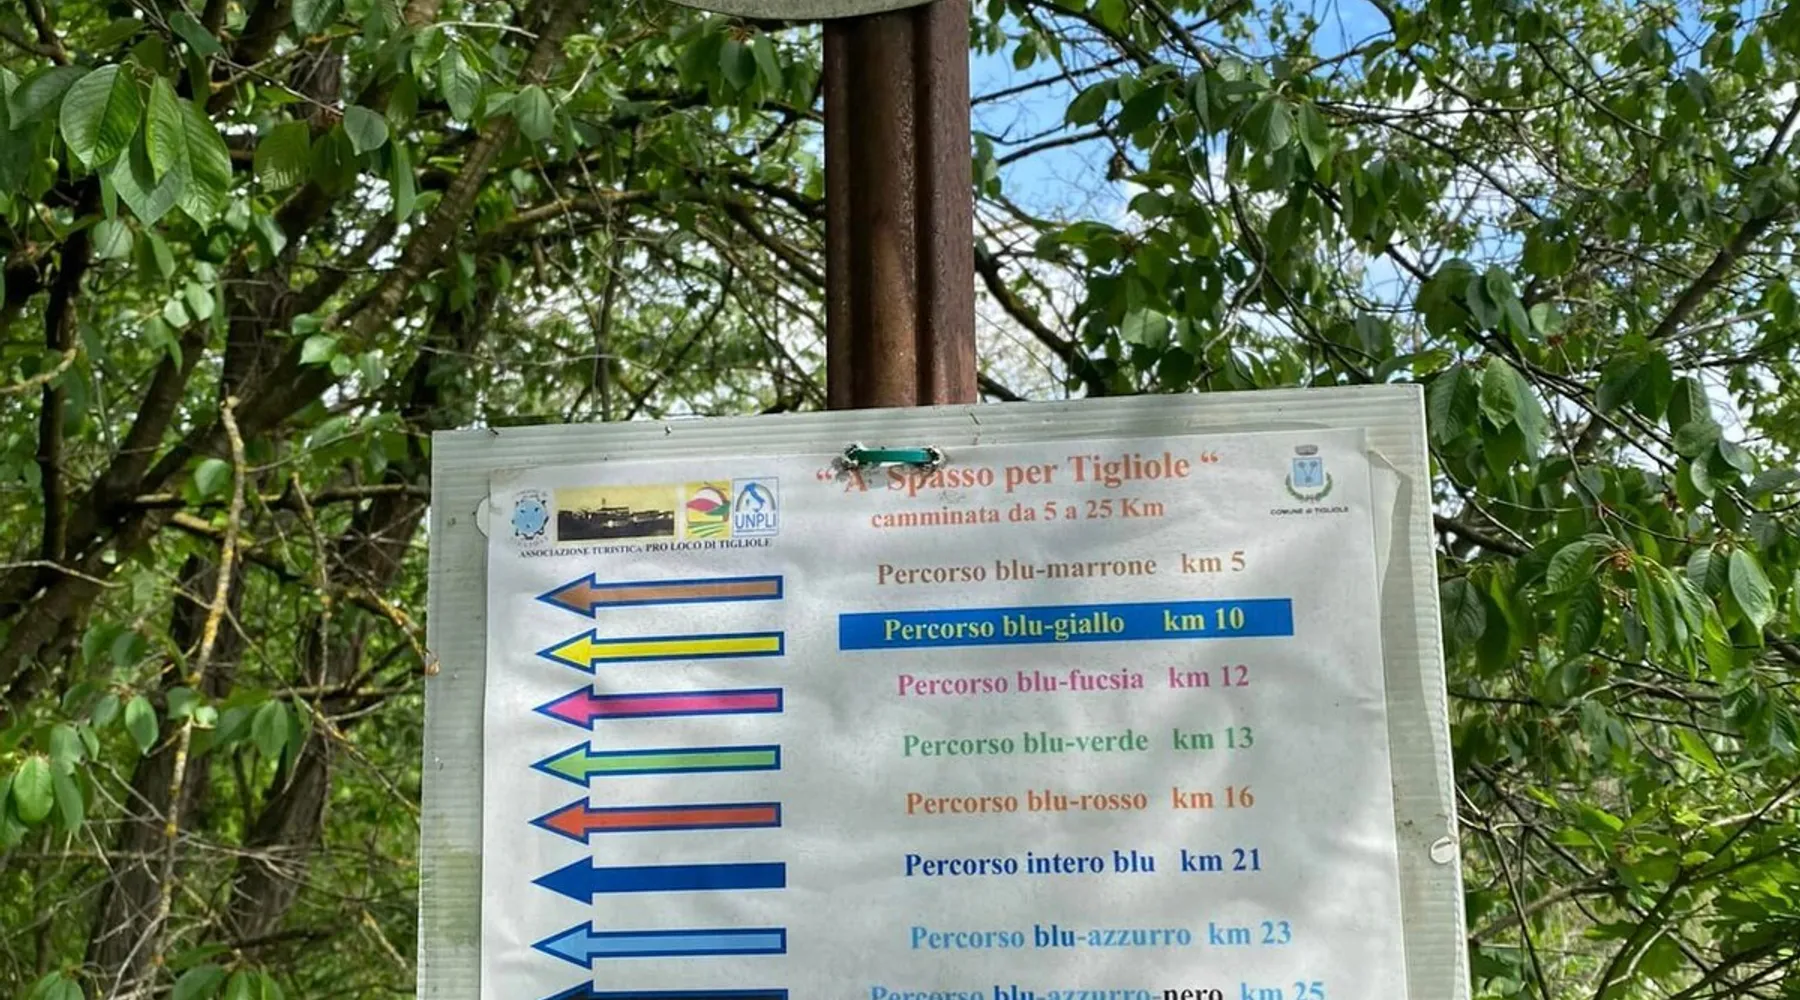 “ A Spasso per Tigliole “
camminata da 5 a 25 Km
UNPLI
ASSOCIAZIONE TURISTICA PRO LOCO DI TIGLIOLE
COMUNE di TIGLIOLE
Percorso blu-marrone km 5
Percorso blu-giallo km 10
Percorso blu-fucsia km 12
Percorso blu-verde km 13
Percorso blu-rosso km 16
Percorso intero blu km 21
Percorso blu-azzurro km 23
Percorso blu-azzurro-nero km 25